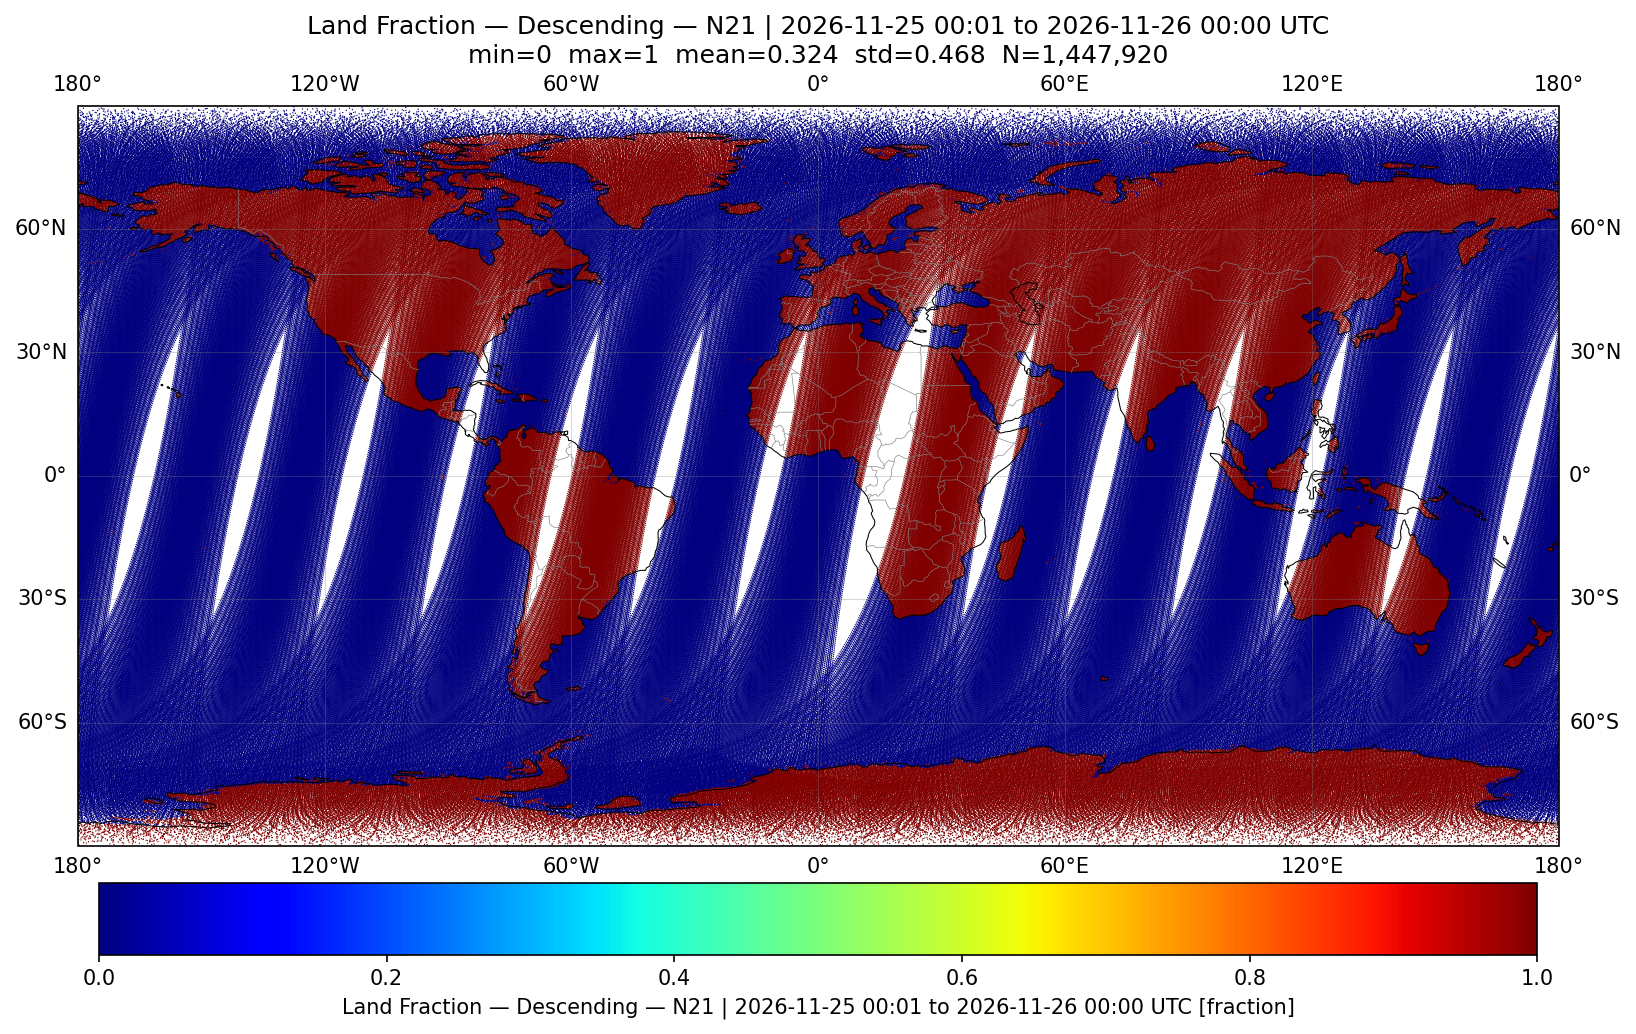 Land Fraction — Descending — N21 | 2026-11-25 00:01 to 2026-11-26 00:00 UTC
min=0  max=1  mean=0.324  std=0.468  N=1,447,920
180° 120°W 60°W 0° 60°E 120°E 180°
60°N 60°N
30°N 30°N
0° 0°
30°S 30°S
60°S 60°S
180° 120°W 60°W 0° 60°E 120°E 180°
0.0 0.2 0.4 0.6 0.8 1.0
Land Fraction — Descending — N21 | 2026-11-25 00:01 to 2026-11-26 00:00 UTC [fraction]